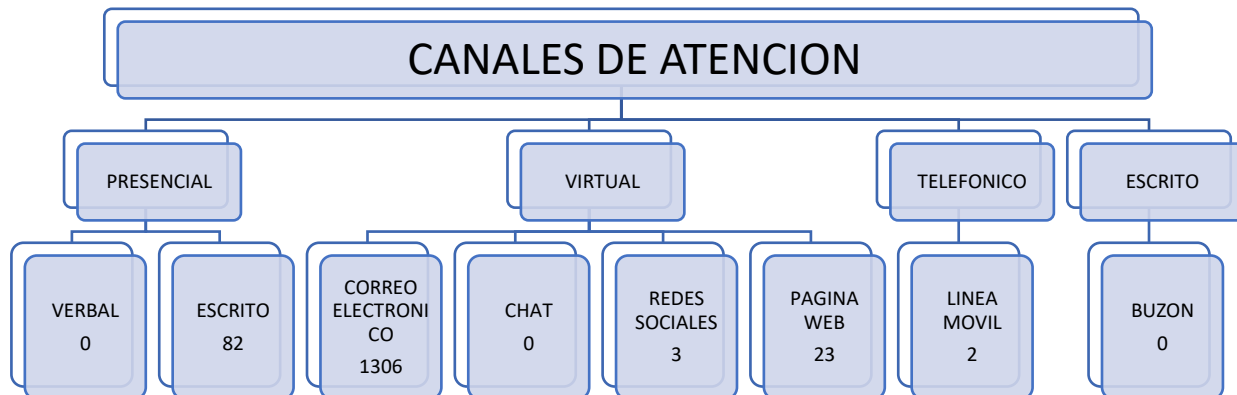 CANALES DE ATENCION
PRESENCIAL
VIRTUAL
TELEFONICO
ESCRITO
VERBAL
0
ESCRITO
82
CORREO
ELECTRONI
CO
1306
CHAT
0
REDES
SOCIALES
3
PAGINA
WEB
23
LINEA
MOVIL
2
BUZON
0